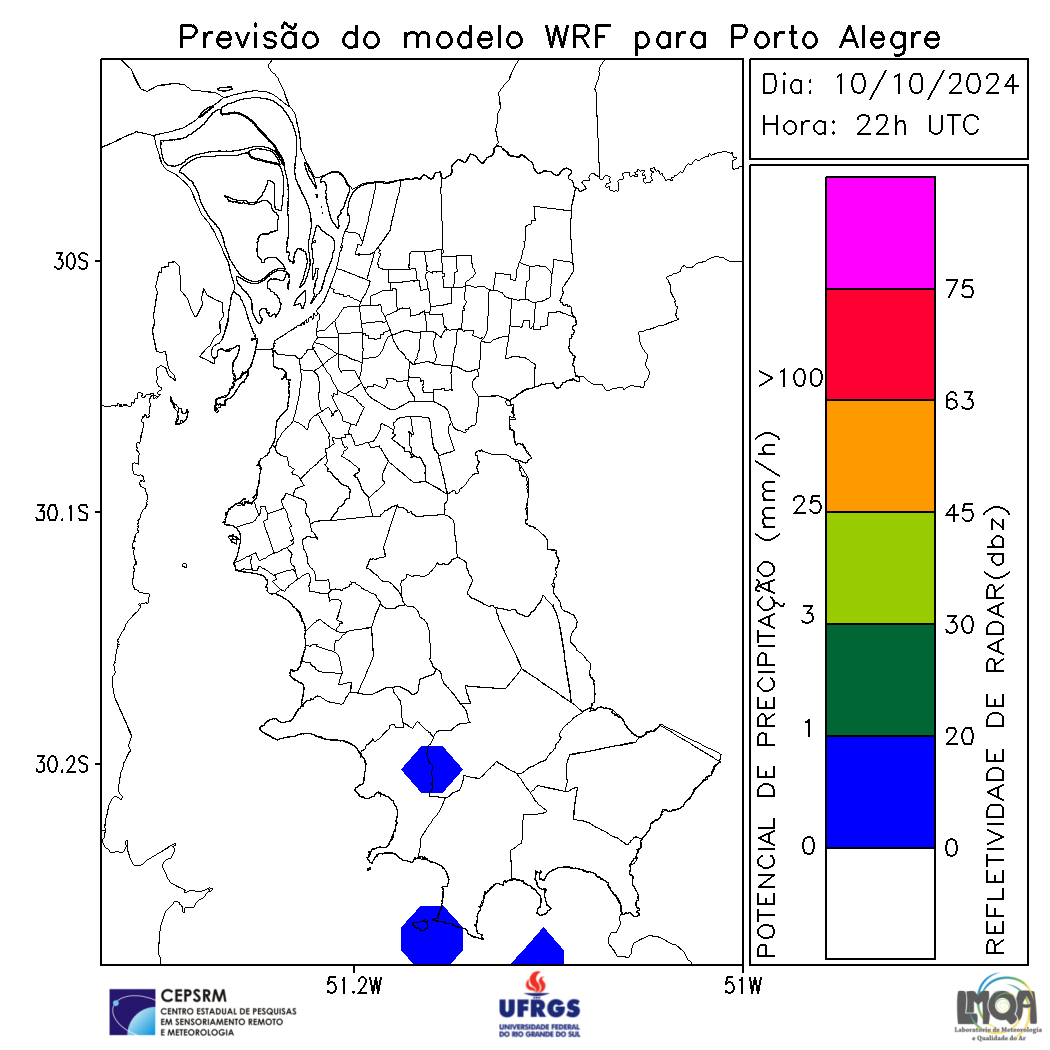 Previsão do modelo WRF para Porto Alegre
Dia: 10/10/2024
Hora: 22h UTC
30S
30.1S
30.2S
51.2W
51W
POTENCIAL DE PRECIPITAÇÃO (mm/h)
>100
25
3
1
0
75
63
45
30
20
0
REFLETIVIDADE DE RADAR(dbz)
CEPSRM
CENTRO ESTADUAL DE PESQUISAS
EM SENSORIAMENTO REMOTO
E METEOROLOGIA
UFRGS
UNIVERSIDADE FEDERAL
DO RIO GRANDE DO SUL
LMQA
Laboratório de Meteorologia
e Qualidade do Ar